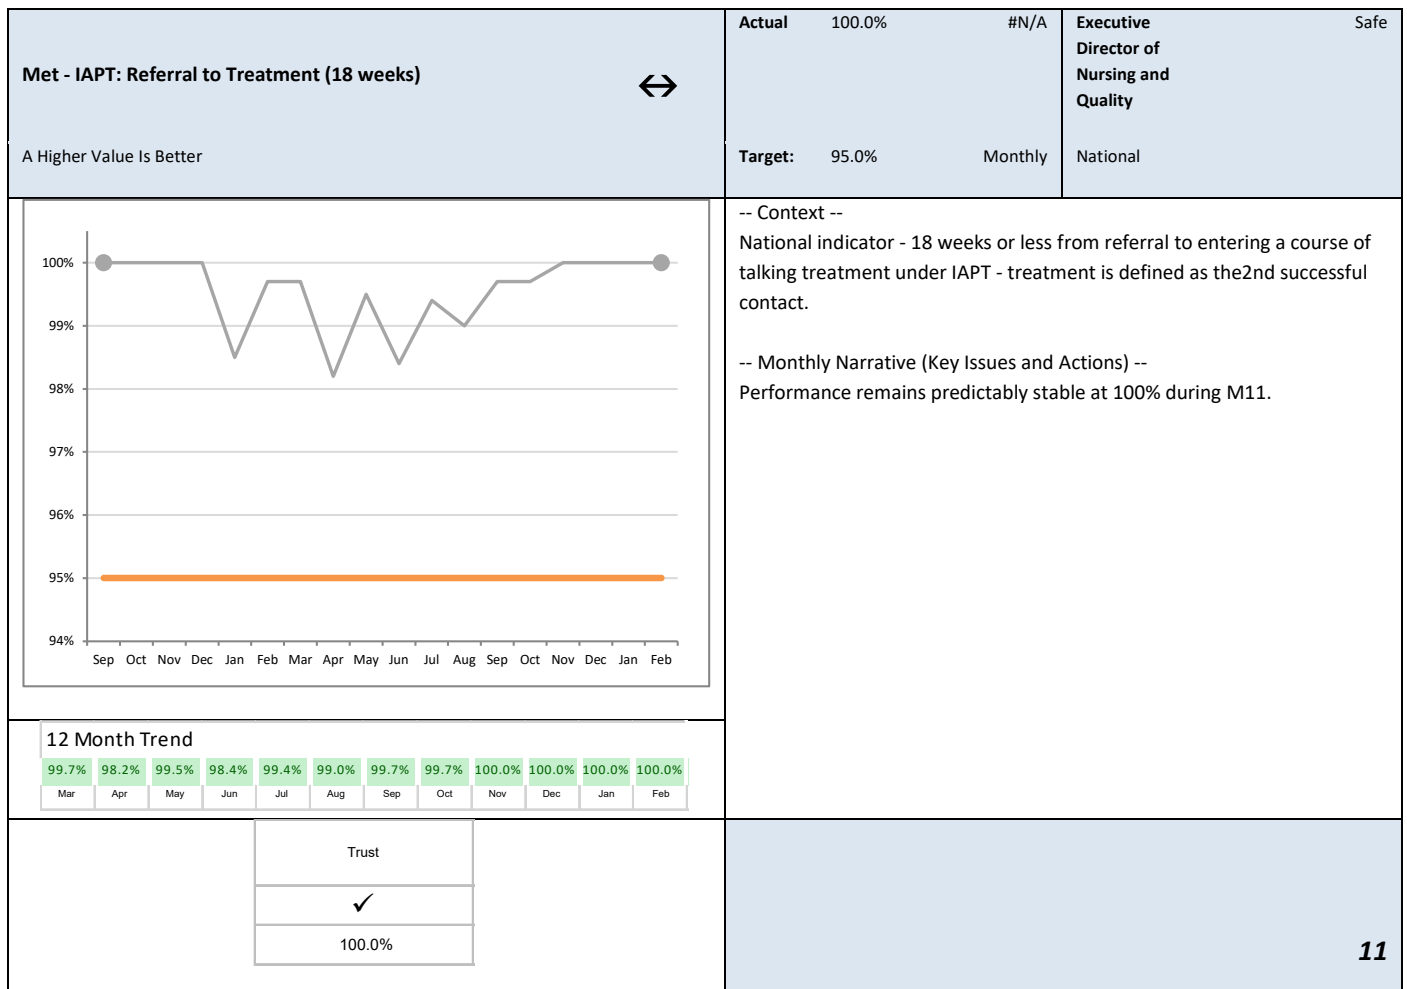 Met - IAPT: Referral to Treatment (18 weeks)
↔
A Higher Value Is Better
Actual 100.0% #N/A
Target: 95.0% Monthly
Executive
Director of
Nursing and
Quality
Safe
National
100%
99%
98%
97%
96%
95%
94%
Sep Oct Nov Dec Jan Feb Mar Apr May Jun Jul Aug Sep Oct Nov Dec Jan Feb
-- Context --
National indicator - 18 weeks or less from referral to entering a course of
talking treatment under IAPT - treatment is defined as the2nd successful
contact.
-- Monthly Narrative (Key Issues and Actions) --
Performance remains predictably stable at 100% during M11.
12 Month Trend
99.7% 98.2% 99.5% 98.4% 99.4% 99.0% 99.7% 99.7% 100.0% 100.0% 100.0% 100.0%
Mar Apr May Jun Jul Aug Sep Oct Nov Dec Jan Feb
Trust
✓
100.0%
11